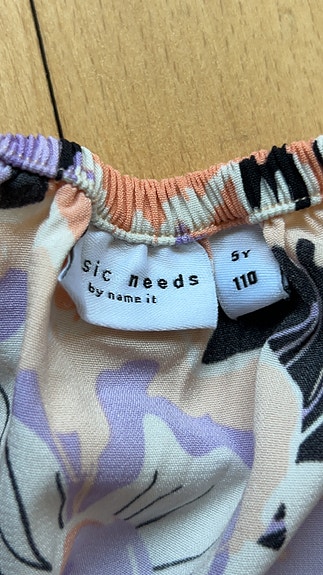 sic needs
by name it
5Y
110